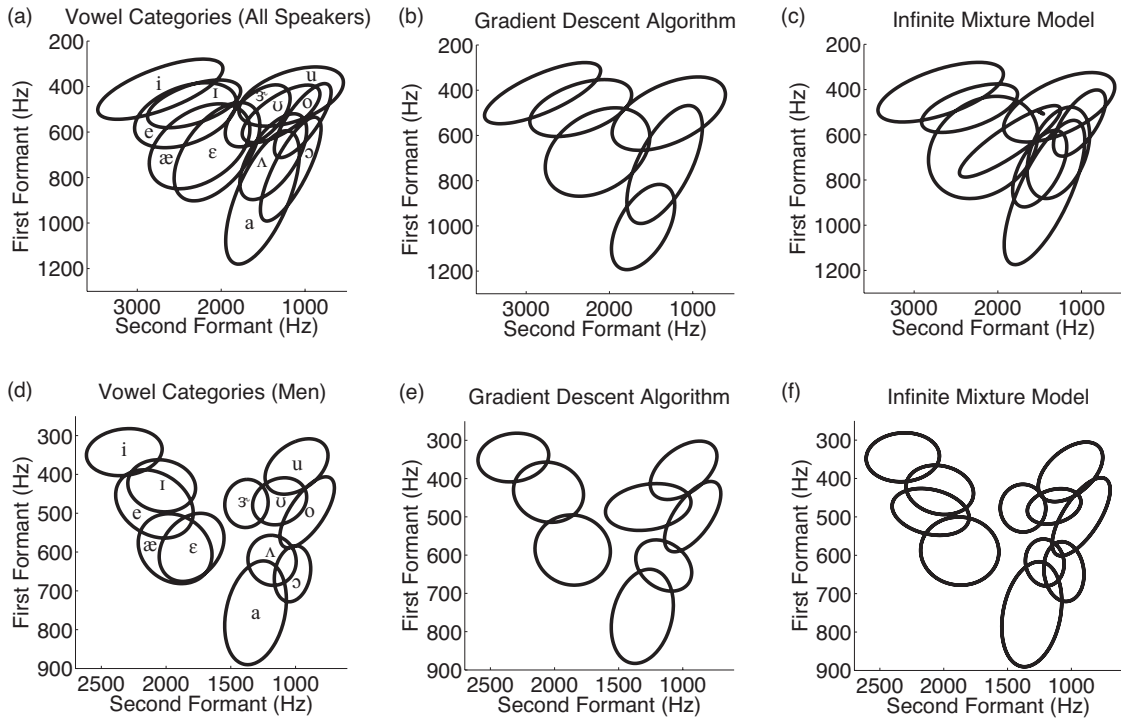 (a) Vowel Categories (All Speakers)
200
400
600
800
1000
1200
First Formant (Hz)
i
ɪ
e
æ
ɛ
ɝ
ʊ
u
o
ʌ
ɔ
a
3000 2000 1000
Second Formant (Hz)
(b) Gradient Descent Algorithm
200
400
600
800
1000
1200
First Formant (Hz)
3000 2000 1000
Second Formant (Hz)
(c) Infinite Mixture Model
200
400
600
800
1000
1200
First Formant (Hz)
3000 2000 1000
Second Formant (Hz)
(d) Vowel Categories (Men)
300
400
500
600
700
800
900
First Formant (Hz)
i
ɪ
e
æ
ɛ
ɝ
ʊ
u
o
ʌ
ɔ
a
2500 2000 1500 1000
Second Formant (Hz)
(e) Gradient Descent Algorithm
300
400
500
600
700
800
900
First Formant (Hz)
2500 2000 1500 1000
Second Formant (Hz)
(f) Infinite Mixture Model
300
400
500
600
700
800
900
First Formant (Hz)
2500 2000 1500 1000
Second Formant (Hz)